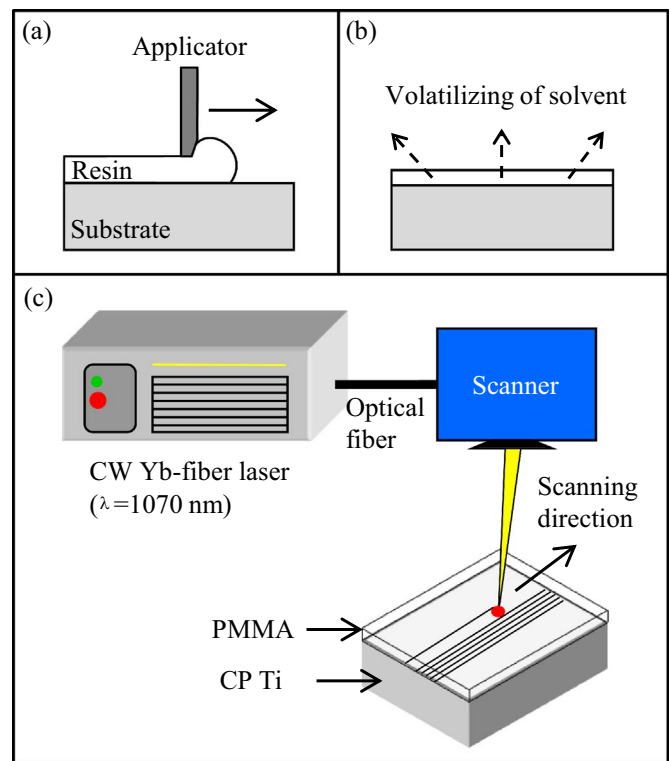 (a)
Applicator
Resin
Substrate
(b)
Volatilizing of solvent
(c)
Scanner
Optical
fiber
CW Yb-fiber laser
(λ=1070 nm)
Scanning
direction
PMMA
CP Ti